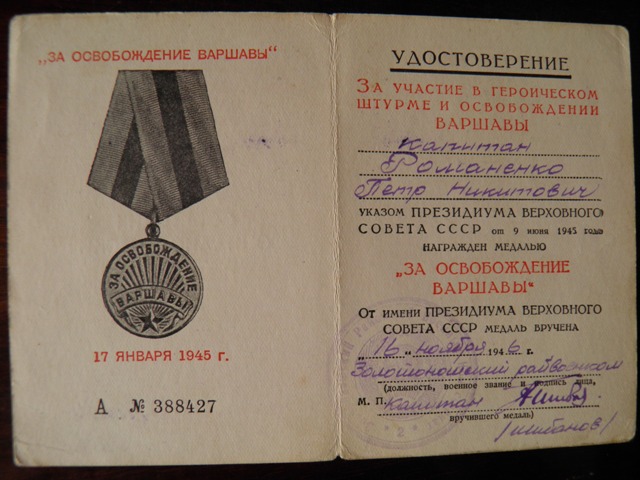 „ЗА ОСВОБОЖДЕНИЕ ВАРШАВЫ“
ЗА ОСВОБОЖДЕНИЕ
ВАРШАВЫ
17 ЯНВАРЯ 1945 г.
А № 388427
УДОСТОВЕРЕНИЕ
ЗА УЧАСТИЕ В ГЕРОИЧЕСКОМ
ШТУРМЕ И ОСВОБОЖДЕНИИ
ВАРШАВЫ
капитан
Романенко
Петр Никитович
УКАЗОМ ПРЕЗИДИУМА ВЕРХОВНОГО
СОВЕТА СССР от 9 июня 1945 года
НАГРАЖДЕН МЕДАЛЬЮ
„ЗА ОСВОБОЖДЕНИЕ
ВАРШАВЫ“
От ИМЕНИ ПРЕЗИДИУМА ВЕРХОВНОГО
СОВЕТА СССР МЕДАЛЬ ВРУЧЕНА
„16“ ноября 1946 г.
Золотоношский райвоенком
(должность, военное звание и подпись лица,
М. П. капитан
вручившего медаль)
/Шибанов/